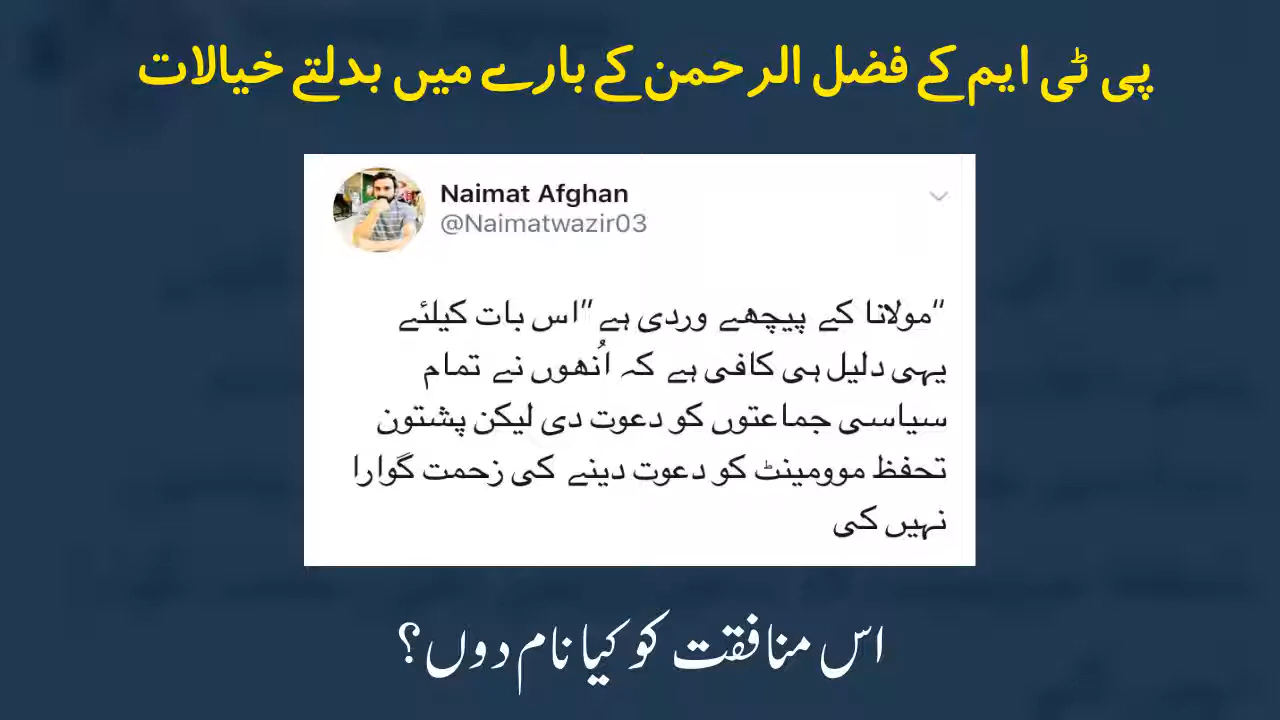 پی ٹی ایم کے فضل الرحمن کے بارے میں بدلتے خیالات
Naimat Afghan
@Naimatwazir03
"مولانا کے پیچھے وردی ہے" اس بات کیلئے
یہی دلیل ہی کافی ہے کہ اُنھوں نے تمام
سیاسی جماعتوں کو دعوت دی لیکن پشتون
تحفظ موومینٹ کو دعوت دینے کی زحمت گوارا
نہیں کی
اس منافقت کو کیا نام دوں؟